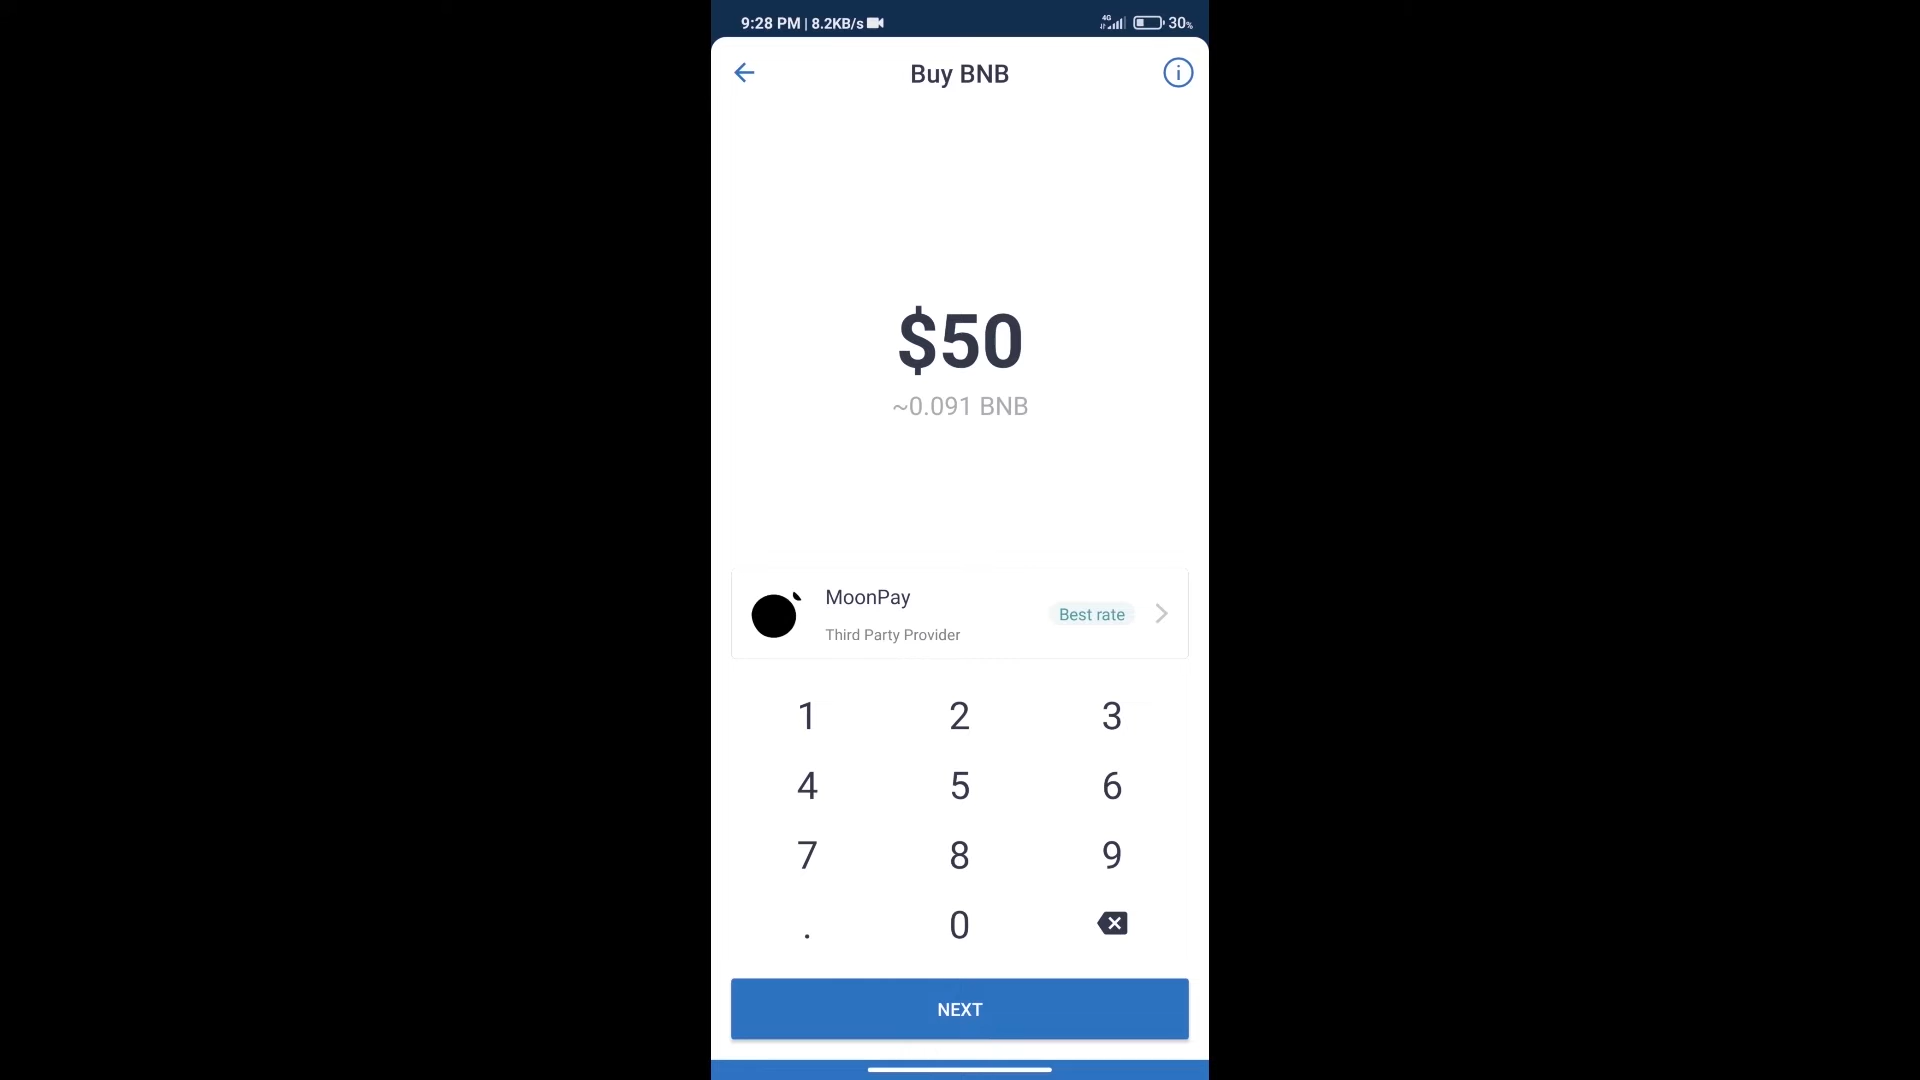 9:28 PM | 8.2KB/s 4G 30%
Buy BNB
$50
~0.091 BNB
MoonPay
Best rate
Third Party Provider
1 2 3
4 5 6
7 8 9
. 0
NEXT